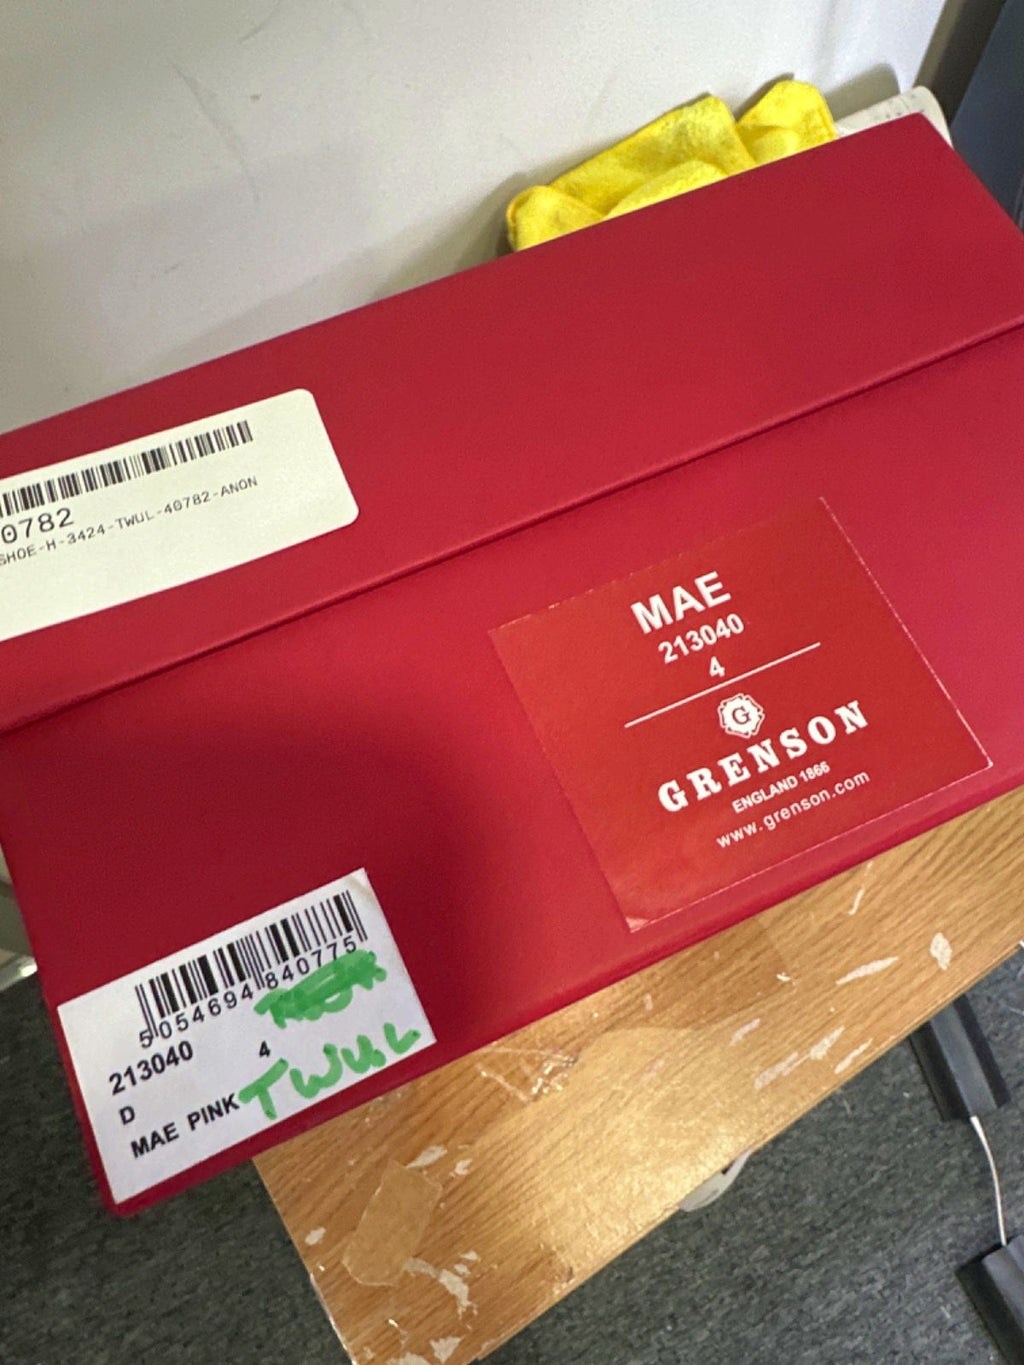 0782
SHOE-H-3424-TWUL-40782-ANON
MAE
213040
4
G
GRENSON
ENGLAND 1866
www.grenson.com
5054694840775
213040 4
D
MAE PINK
TWUL